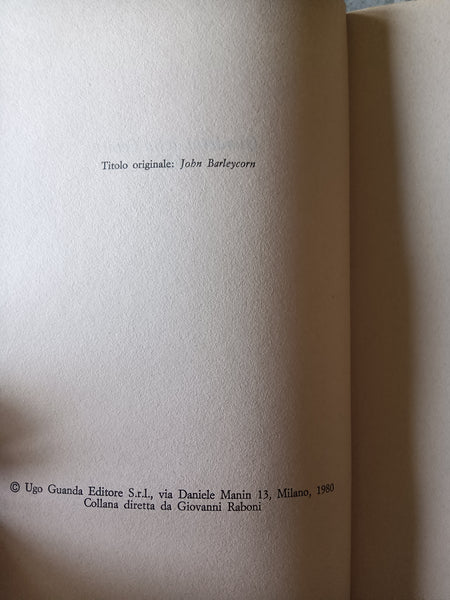 Titolo originale: John Barleycorn
© Ugo Guanda Editore S.r.l., via Daniele Manin 13, Milano, 1980
Collana diretta da Giovanni Raboni